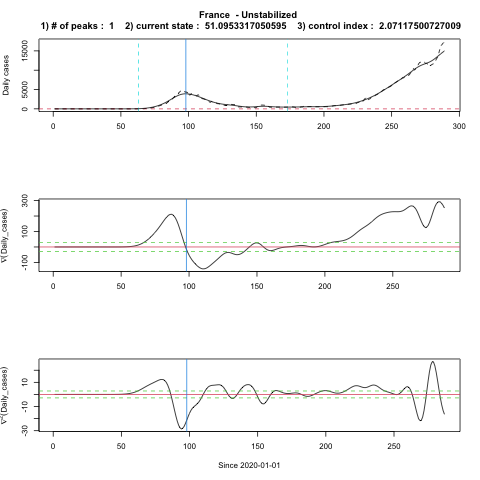 France - Unstabilized
1) # of peaks : 1 2) current state : 51.0953317050595 3) control index : 2.07117500727009
Daily cases
0 5000 15000
0 50 100 150 200 250 300
∇(Daily_cases)
-100 0 100 300
0 50 100 150 200 250
∇²(Daily_cases)
-30 -10 10
0 50 100 150 200 250
Since 2020-01-01